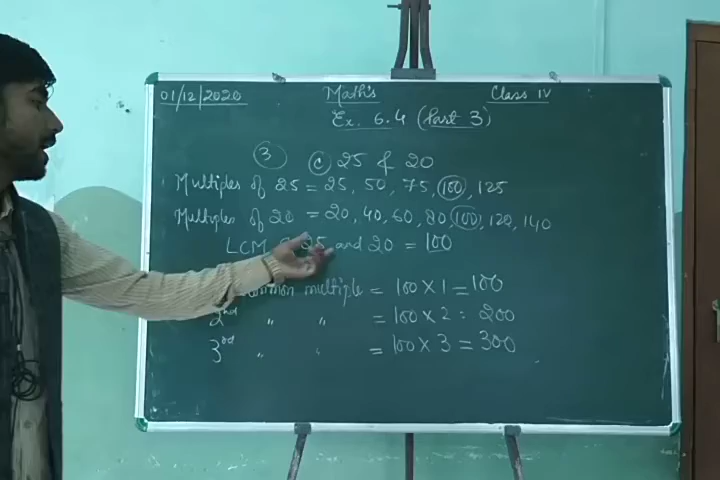 01/12/2020 Maths Class IV
Ex. 6.4 (Part 3)
3 c 25 & 20
Multiples of 25 = 25, 50, 75, 100, 125
Multiples of 20 = 20, 40, 60, 80, 100, 120, 140
LCM 25 and 20 = 100
common multiple = 100 × 1 = 100
2nd " " = 100 × 2 = 200
3rd " " = 100 × 3 = 300